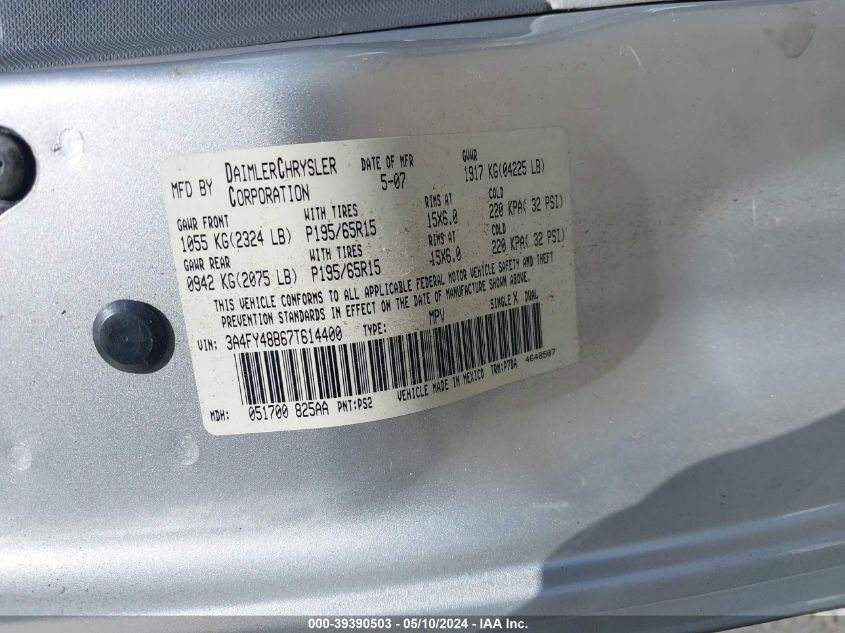 MFD BY DAIMLERCHRYSLER CORPORATION DATE OF MFR 5-07 GVWR 1917 KG(04225 LB)
GAWR FRONT WITH TIRES RIMS AT COLD
1055 KG(2324 LB) P195/65R15 15X6.0 220 KPA( 32 PSI)
GAWR REAR WITH TIRES RIMS AT COLD
0942 KG(2075 LB) P195/65R15 15X6.0 220 KPA( 32 PSI)
THIS VEHICLE CONFORMS TO ALL APPLICABLE FEDERAL MOTOR VEHICLE SAFETY AND THEFT
PREVENTION STANDARDS IN EFFECT ON THE DATE OF MANUFACTURE SHOWN ABOVE.
VIN: 3A4FY48B67T614400 TYPE: MPV SINGLE X DUAL
MDH: 051700 825AA PNT:PS2 VEHICLE MADE IN MEXICO TRM:P7DA 4648507
000-39390503 - 05/10/2024 - IAA Inc.